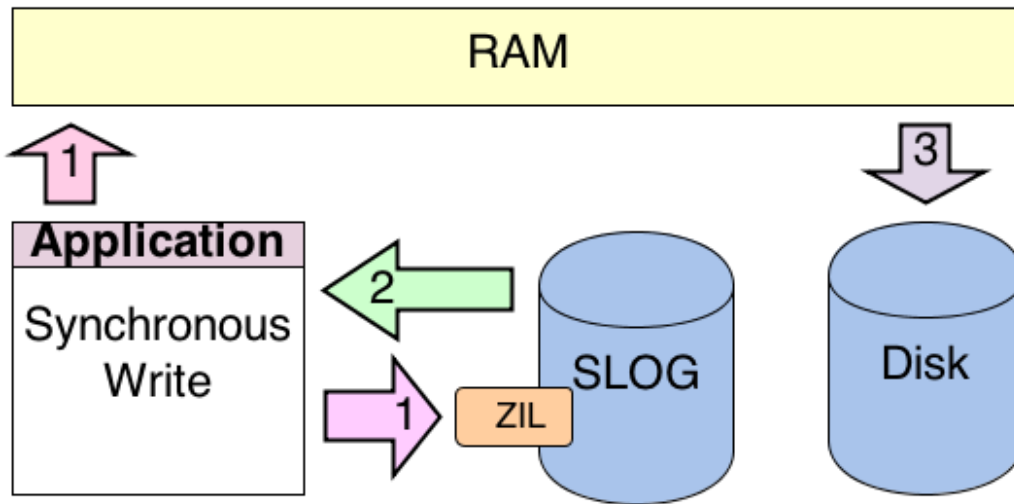 RAM
1
3
Application
Synchronous
Write
2
1
ZIL
SLOG
Disk